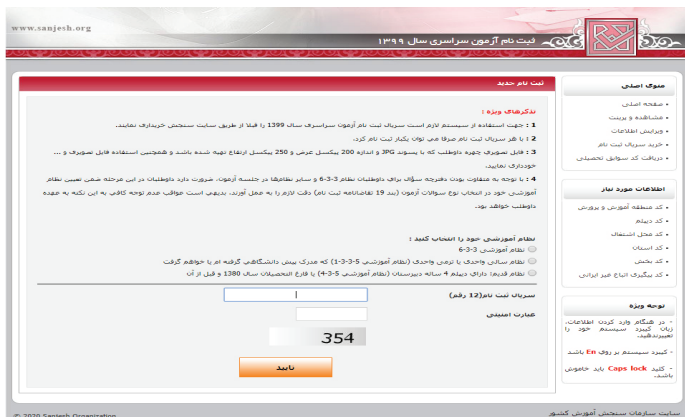 www.sanjesh.org
ثبت نام آزمون سراسری سال ۱۳۹۹
منوی اصلی
صفحه اصلی
مشاهده و پرینت
ویرایش اطلاعات
خرید سریال ثبت نام
دریافت کد سوابق تحصیلی
اطلاعات مورد نیاز
کد منطقه آموزش و پرورش
کد دیپلم
کد محل اشتغال
کد استان
کد بخش
کد پیگیری اتباع غیر ایرانی
توجه ویژه
- در هنگام وارد کردن اطلاعات،
زبان کیبرد سیستم خود را
تغییرندهید.
- کیبرد سیستم بر روی En باشد
- کلید Caps lock باید خاموش
باشد.
ثبت نام جدید
تذکرهای ویژه :
1 : جهت استفاده از سیستم لازم است سریال ثبت نام آزمون سراسری سال 1399 را قبلا از طریق سایت سنجش خریداری نمایند.
2 : با هر سریال ثبت نام صرفا می توان یکبار ثبت نام کرد.
3 : فایل تصویری چهره داوطلب که با پسوند JPG و اندازه 200 پیکسل عرض و 250 پیکسل ارتفاع تهیه شده باشد و همچنین استفاده فایل تصویری و ...
خودداری نمایید.
4 : با توجه به متفاوت بودن دفترچه سؤال برای داوطلبان نظام 3-3-6 و سایر نظامها در جلسه آزمون، ضرورت دارد داوطلبان در این مرحله ضمن تعیین نظام
آموزشی خود در انتخاب نوع سوالات آزمون (بند 19 تقاضانامه ثبت نام) دقت لازم را به عمل آورند، بدیهی است عواقب عدم توجه کافی به این نکته به عهده
داوطلب خواهد بود.
نظام آموزشی خود را انتخاب کنید :
نظام آموزشی 3-3-6
نظام سالی واحدی یا ترمی واحدی (نظام آموزشی 5-3-3-1) که مدرک پیش دانشگاهی گرفته ام یا خواهم گرفت
نظام قدیم: دارای دیپلم 4 ساله دبیرستان (نظام آموزشی 5-3-4) یا فارغ التحصیلان سال 1380 و قبل از آن
سریال ثبت نام(12 رقم)
عبارت امنیتی
354
تایید
سایت سازمان سنجش آموزش کشور
© 2020 Sanjesh Organization